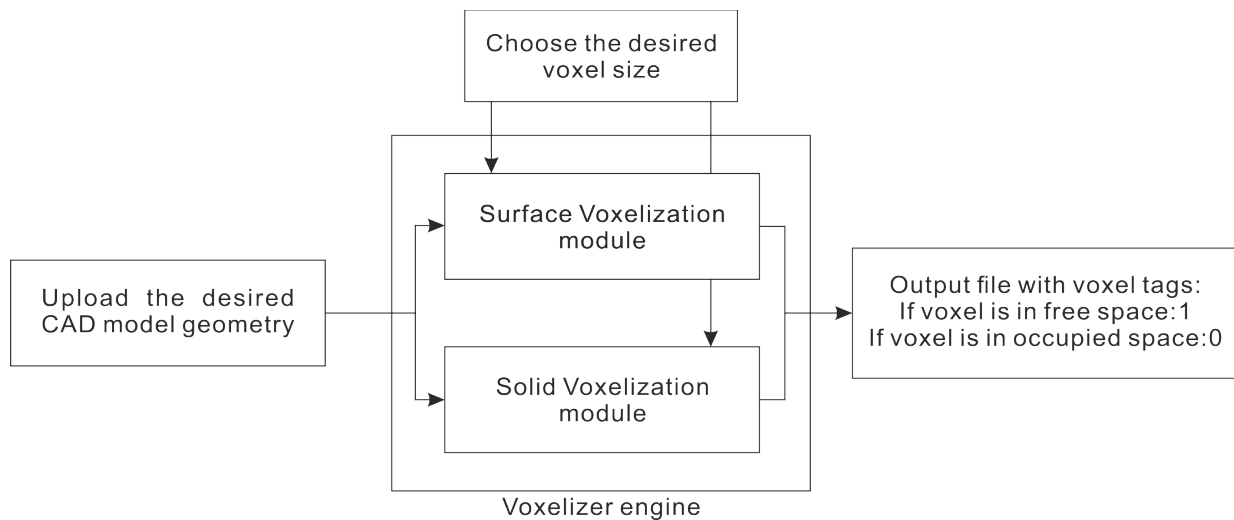 Choose the desired
voxel size
Surface Voxelization
module
Upload the desired
CAD model geometry
Output file with voxel tags:
If voxel is in free space:1
If voxel is in occupied space:0
Solid Voxelization
module
Voxelizer engine